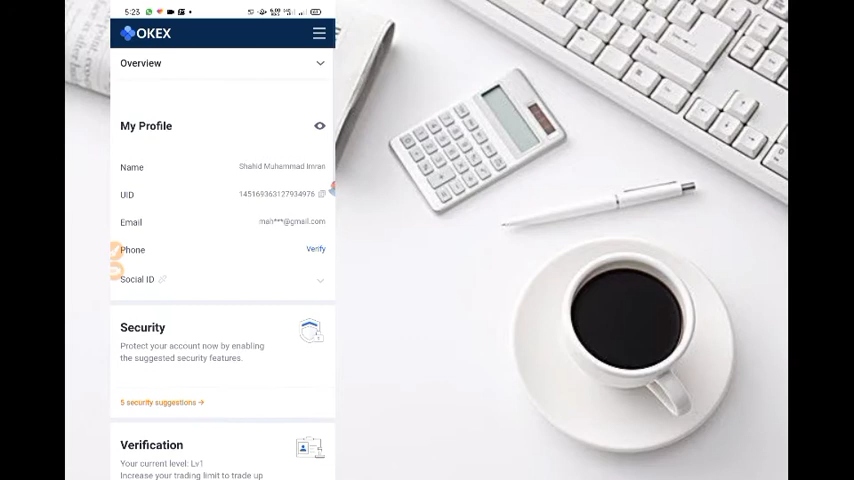 5:23
OKEX
Overview
My Profile
Name Shahid Muhammad Imran
UID 145169363127934976
Email mah***@gmail.com
Phone Verify
Social ID
Security
Protect your account now by enabling
the suggested security features.
5 security suggestions →
Verification
Your current level: Lv1
Increase your trading limit to trade up